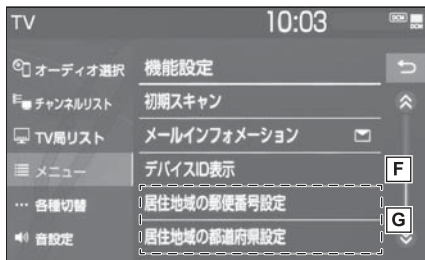 TV
10:03
DCM
DCM
オーディオ選択
機能設定
チャンネルリスト
初期スキャン
TV局リスト
メールインフォメーション
メニュー
デバイスID表示
F
各種切替
居住地域の郵便番号設定
G
音設定
居住地域の都道府県設定